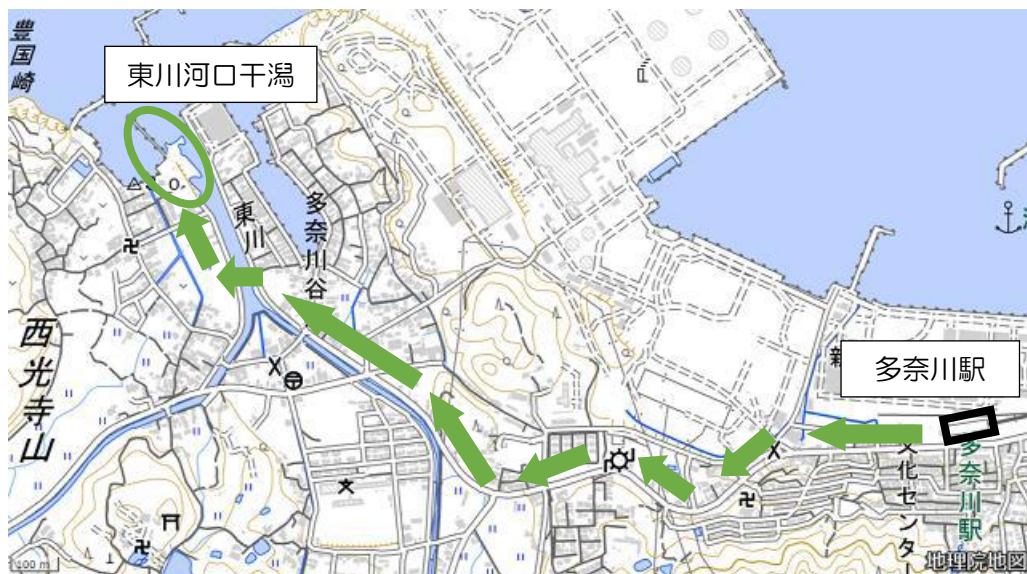 豊国崎
東川河口干潟
東川
多奈川谷
西光寺山
新
多奈川駅
文化センター
多奈川駅
100 m
地理院地図